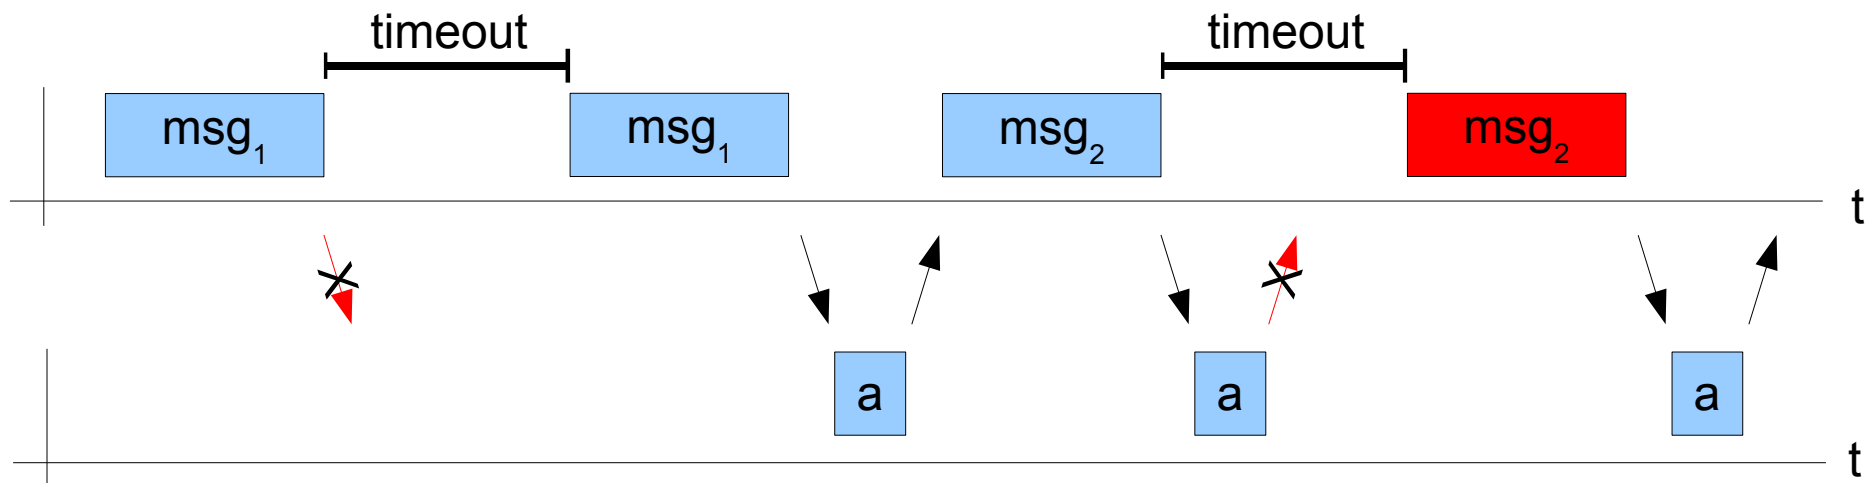 timeout timeout
msg₁ msg₁ msg₂ msg₂
t
a a a
t